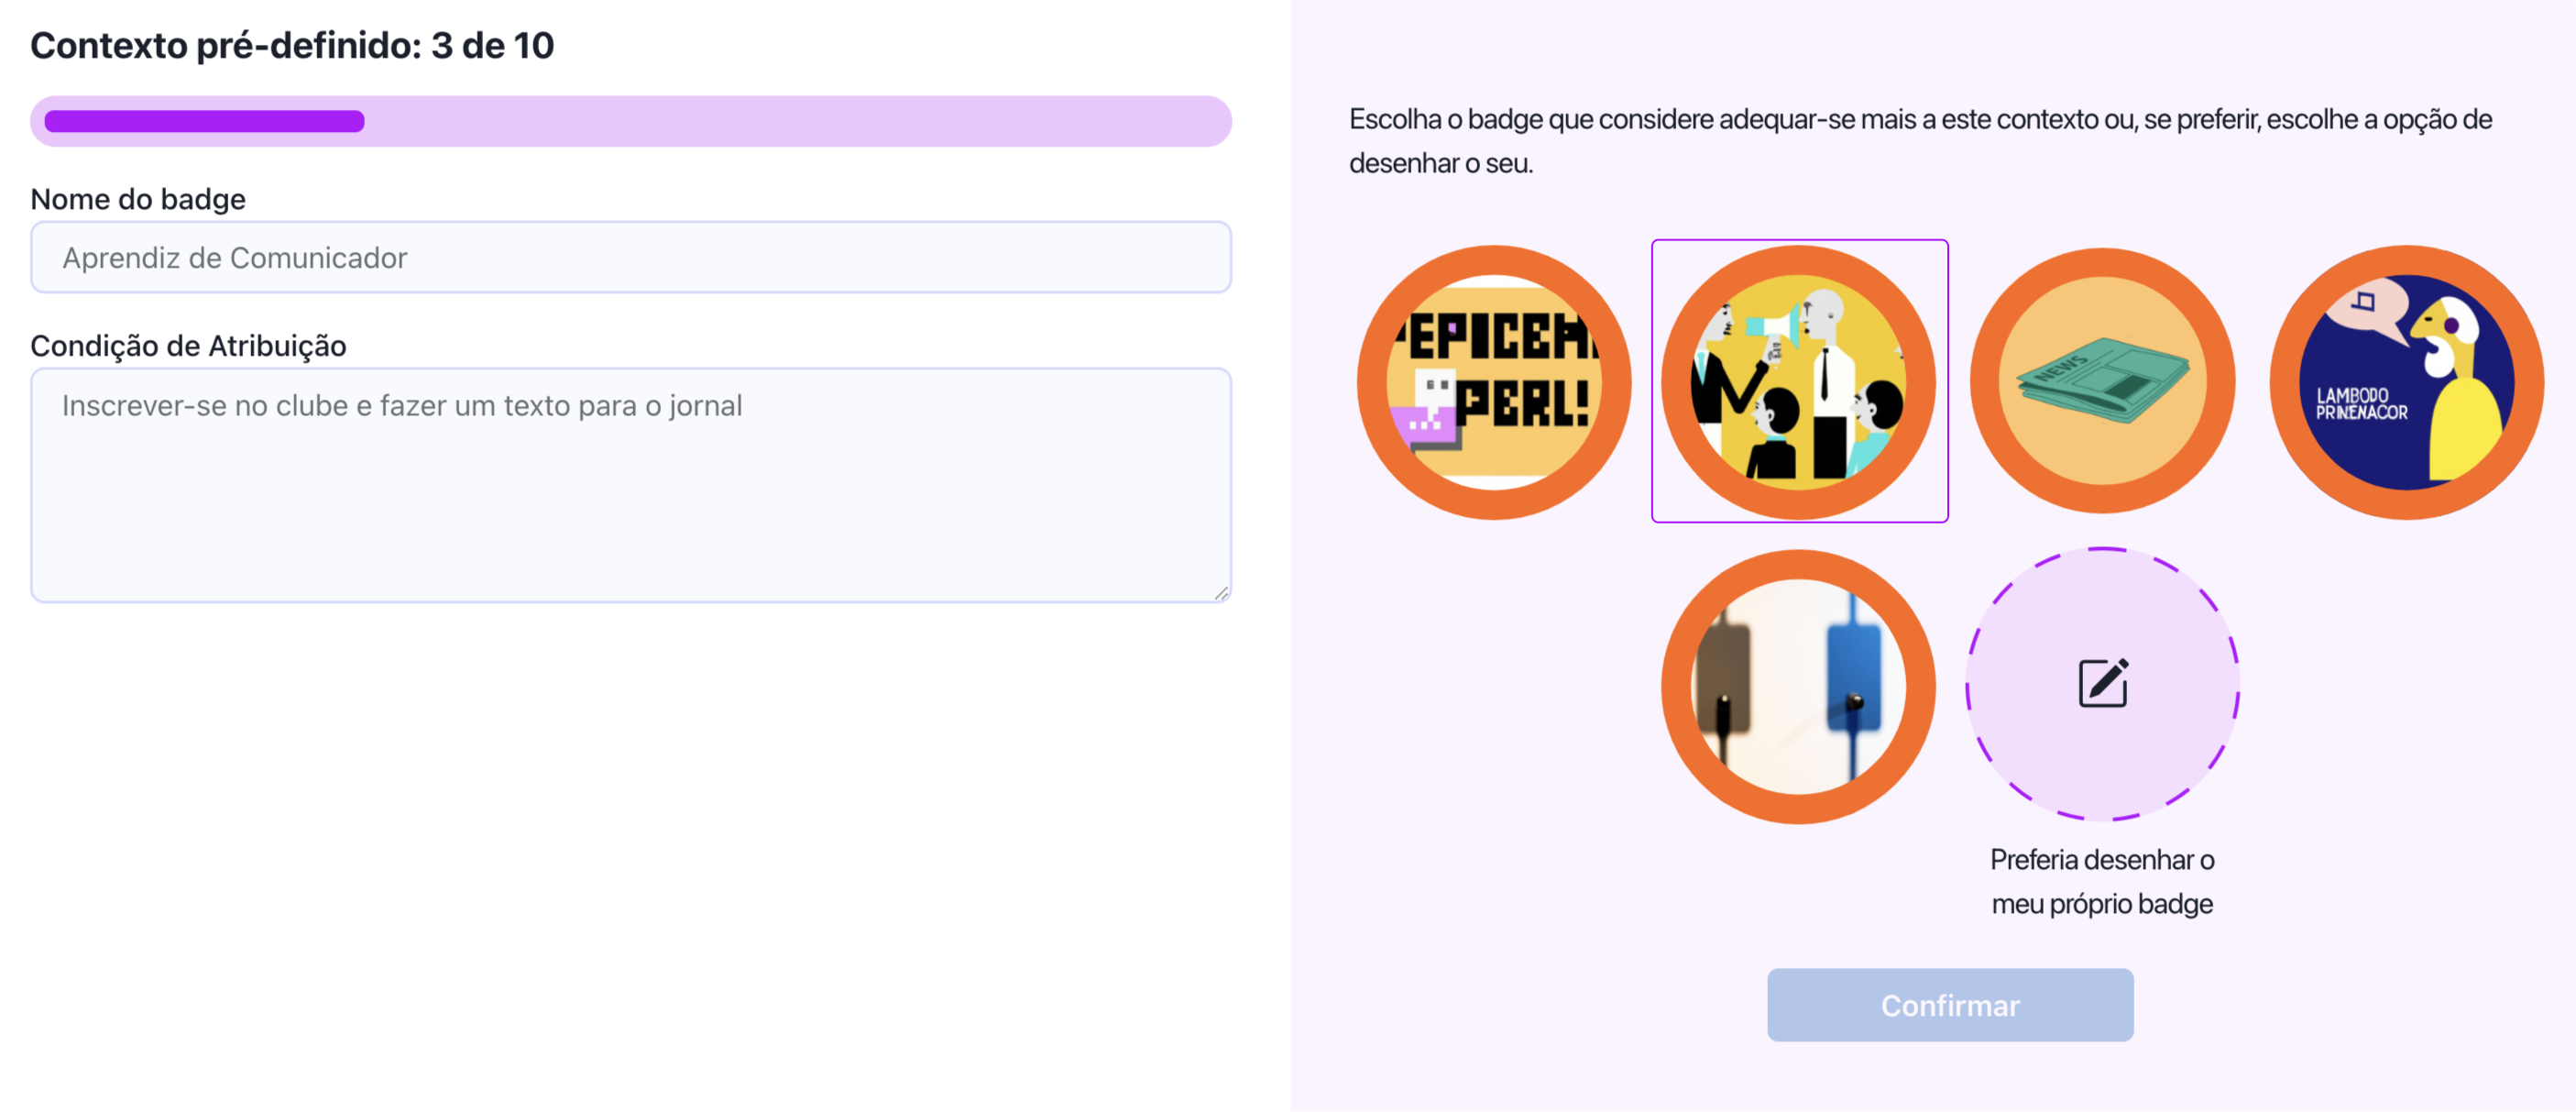 Contexto pré-definido: 3 de 10
Nome do badge
Aprendiz de Comunicador
Condição de Atribuição
Inscrever-se no clube e fazer um texto para o jornal
Escolha o badge que considere adequar-se mais a este contexto ou, se preferir, escolhe a opção de
desenhar o seu.
PERL!
NEWS
LAMBODO
PRINENACOR
Preferia desenhar o
meu próprio badge
Confirmar